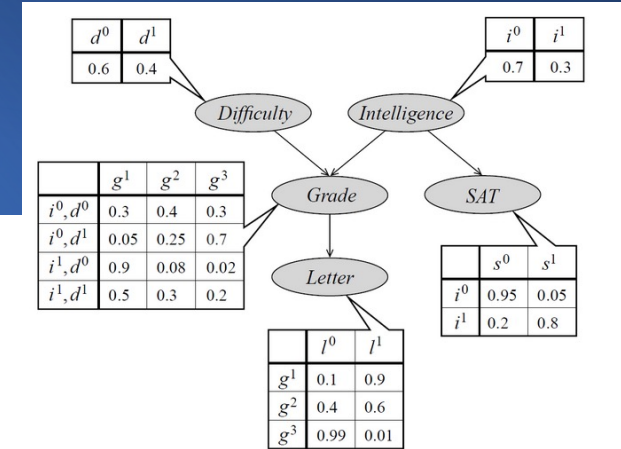 d⁰ d¹
0.6 0.4
i⁰ i¹
0.7 0.3
Difficulty
Intelligence
g¹ g² g³
i⁰,d⁰ 0.3 0.4 0.3
i⁰,d¹ 0.05 0.25 0.7
i¹,d⁰ 0.9 0.08 0.02
i¹,d¹ 0.5 0.3 0.2
Grade
SAT
s⁰ s¹
i⁰ 0.95 0.05
i¹ 0.2 0.8
Letter
l⁰ l¹
g¹ 0.1 0.9
g² 0.4 0.6
g³ 0.99 0.01